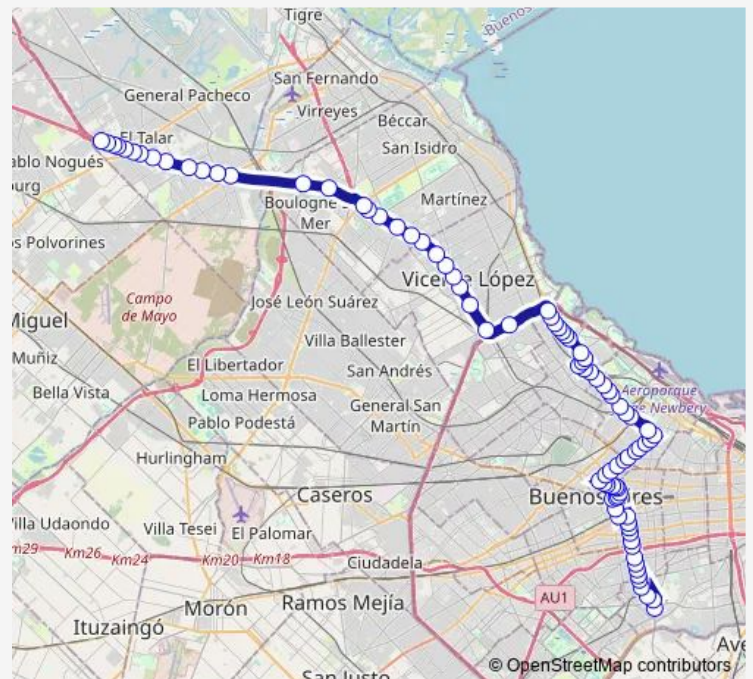 Tigre
Buenos
San Fernando
General Pacheco
Virreyes
Béccar
El Talar
San Isidro
ablo Nogués
ourg
Martínez
Boulogne
Mer
os Polvorines
Vicente López
Campo
de Mayo
José León Suárez
Miguel
Villa Ballester
Muñiz
El Libertador
San Andrés
Aeroparque
e Newbery
Bella Vista
Loma Hermosa
General San
Martín
Pablo Podestá
Hurlingham
Caseros
Buenos Aires
Villa Udaondo
Villa Tesei
El Palomar
m29 Km26 Km24 Km20 Km18
Ciudadela
AU1
Morón
Ramos Mejía
Ituzaingó
Ave
San Justo
© OpenStreetMap contributors